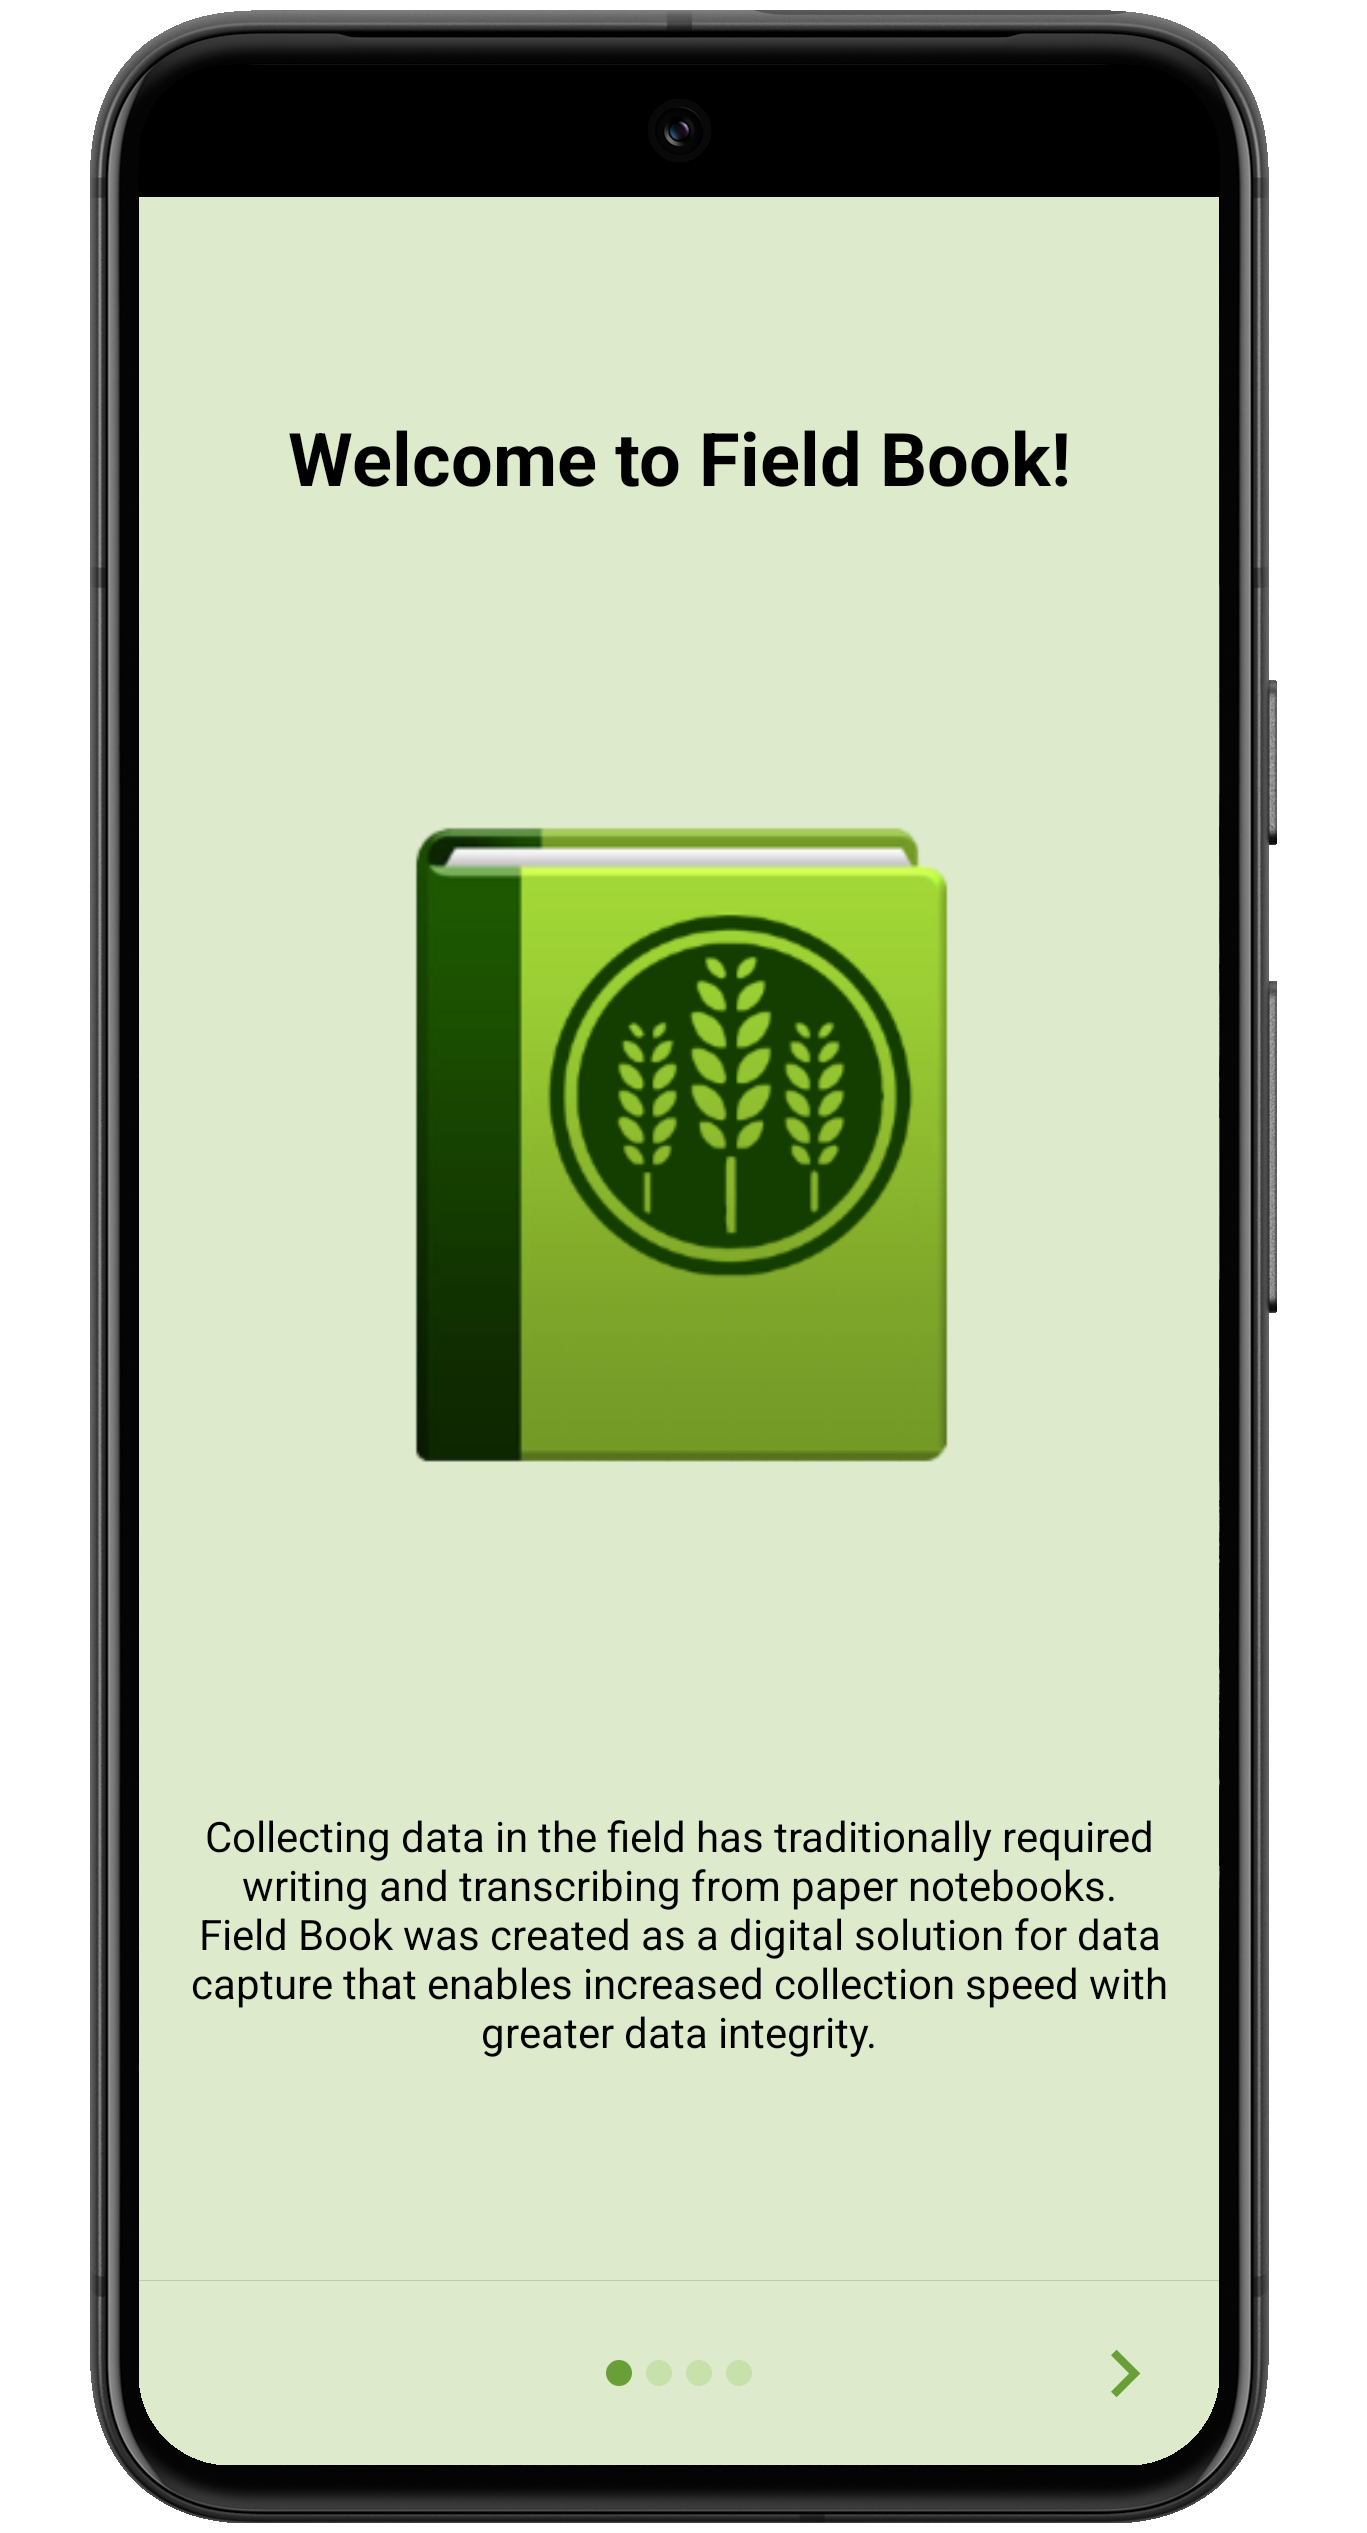 Welcome to Field Book!
Collecting data in the field has traditionally required
writing and transcribing from paper notebooks.
Field Book was created as a digital solution for data
capture that enables increased collection speed with
greater data integrity.